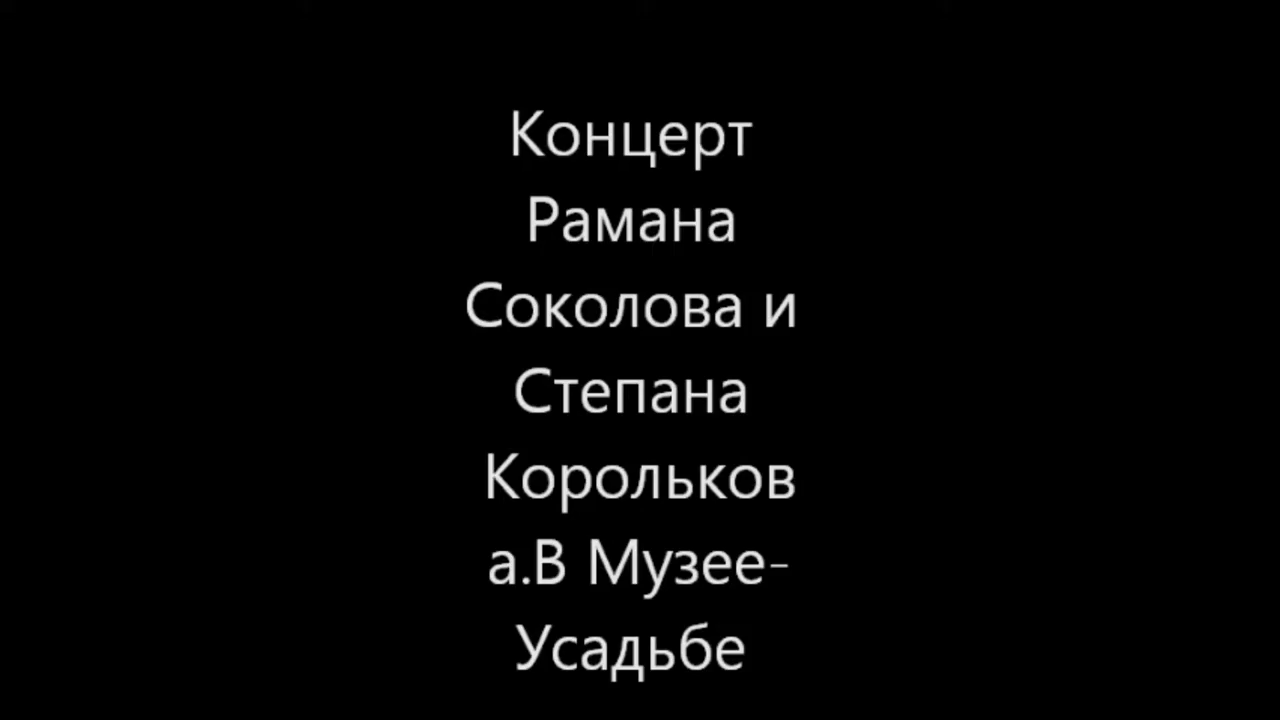 Концерт
Рамана
Соколова и
Степана
Корольков
а.В Музее-
Усадьбе